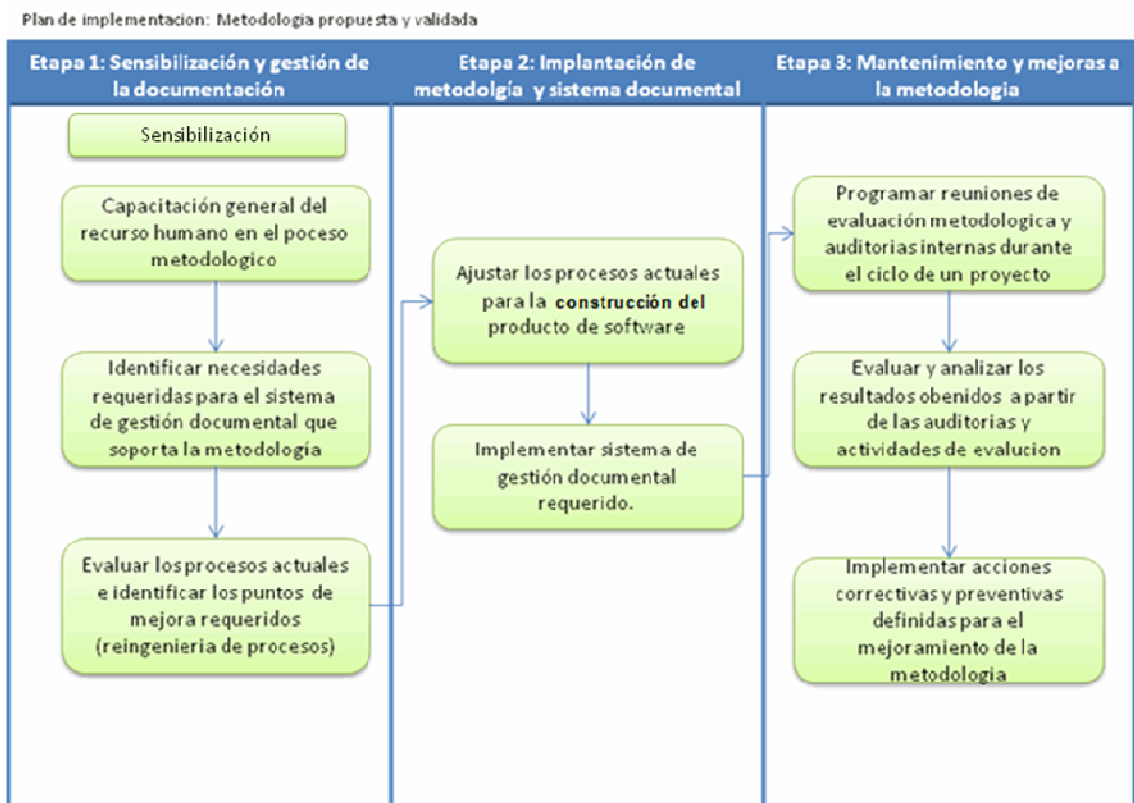 Plan de implementacion: Metodologia propuesta y validada
Etapa 1: Sensibilización y gestión de
la documentación
Sensibilización
Capacitación general del
recurso humano en el poceso
metodologico
Identificar necesidades
requeridas para el sistema
de gestión documental que
soporta la metodología
Evaluar los procesos actuales
e identificar los puntos de
mejora requeridos
(reingenieria de procesos)
Etapa 2: Implantación de
metodolgía y sistema documental
Ajustar los procesos actuales
para la construcción del
producto de software
Implementar sistema de
gestión documental
requerido.
Etapa 3: Mantenimiento y mejoras a
la metodologia
Programar reuniones de
evaluación metodologica y
auditorias internas durante
el ciclo de un proyecto
Evaluar y analizar los
resultados obenidos a partir
de las auditorias y
actividades de evalucion
Implementar acciones
correctivas y preventivas
definidas para el
mejoramiento de la
metodologia